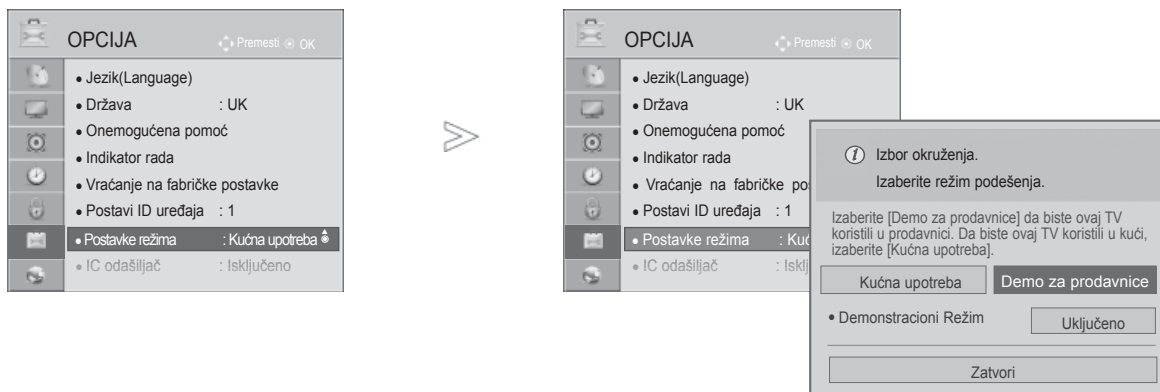 OPCIJA Premesti OK
• Jezik(Language)
• Država : UK
• Onemogućena pomoć
• Indikator rada
• Vraćanje na fabričke postavke
• Postavi ID uređaja : 1
• Postavke režima : Kućna upotreba
• IC odašiljač : Isključeno
>
OPCIJA Premesti OK
• Jezik(Language)
• Država : UK
• Onemogućena pomoć
• Indikator rada
• Vraćanje na fabričke po
• Postavi ID uređaja : 1
• Postavke režima : Kuć
• IC odašiljač : Isklj
i Izbor okruženja.
Izaberite režim podešenja.
Izaberite [Demo za prodavnice] da biste ovaj TV
koristili u prodavnici. Da biste ovaj TV koristili u kući,
izaberite [Kućna upotreba].
Kućna upotreba Demo za prodavnice
• Demonstracioni Režim Uključeno
Zatvori